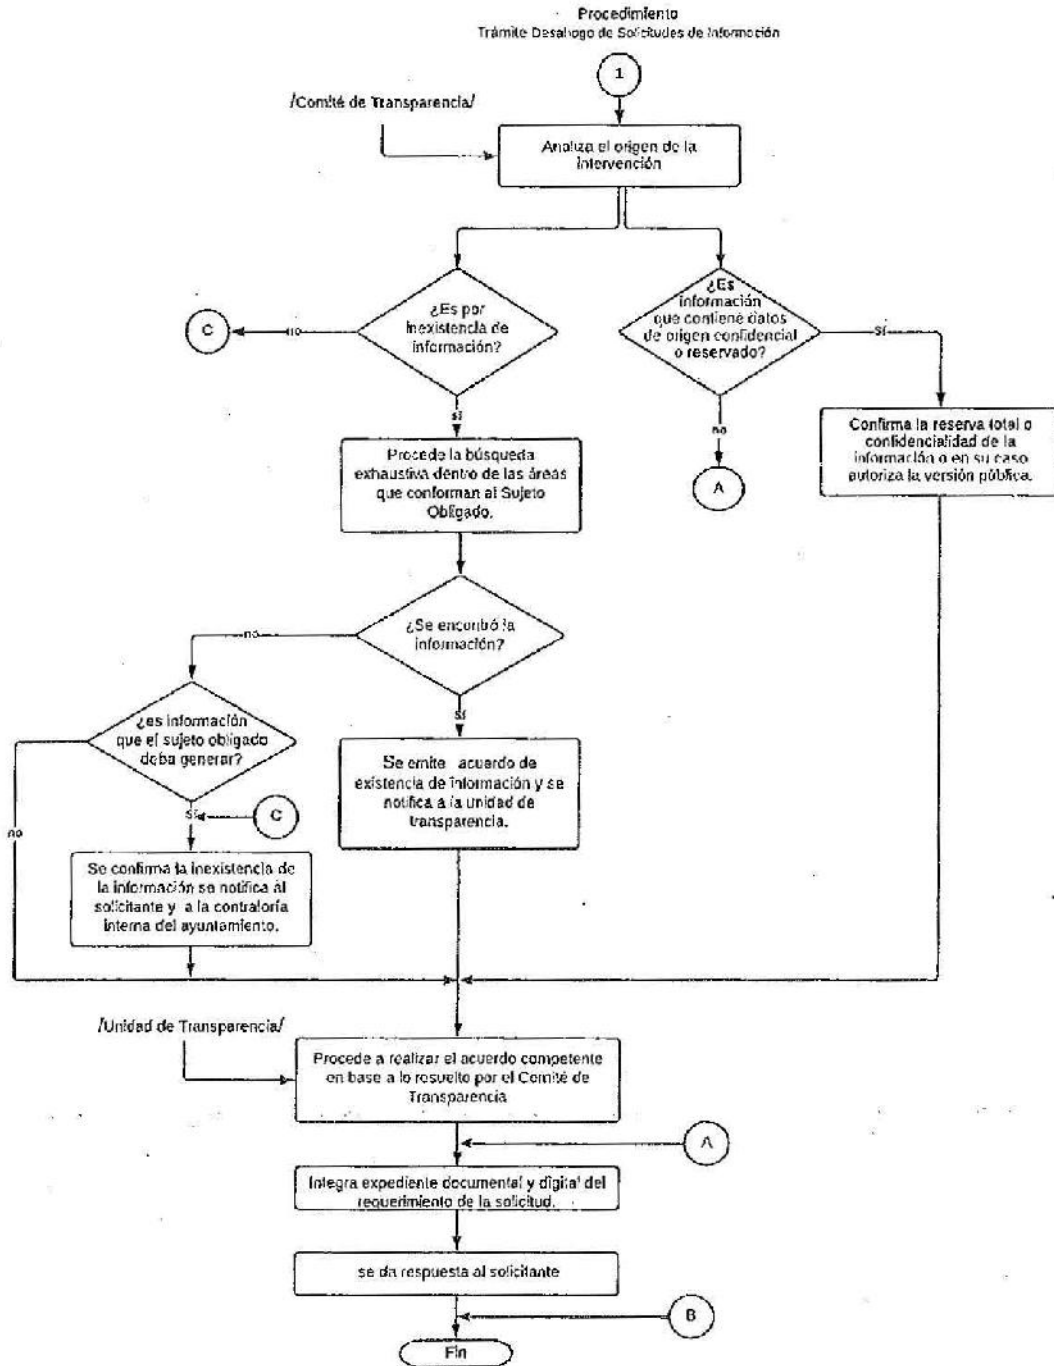 Procedimiento
Trámite Desahogo de Solicitudes de Información
1
/Comité de Transparencia/
Analiza el origen de la
intervención
¿Es por
inexistencia de
información?
no
C
sí
¿Es
información
que contiene datos
de origen confidencial
o reservado?
sí
no
A
Confirma la reserva total o
confidencialidad de la
información o en su caso
autoriza la versión pública.
Procede la búsqueda
exhaustiva dentro de las áreas
que conforman al Sujeto
Obligado.
¿Se encontró la
información?
no
sí
¿es información
que el sujeto obligado
deba generar?
no
sí
C
Se emite acuerdo de
existencia de información y se
notifica a la unidad de
transparencia.
Se confirma la inexistencia de
la información se notifica al
solicitante y a la contraloría
interna del ayuntamiento.
/Unidad de Transparencia/
Procede a realizar el acuerdo competente
en base a lo resuelto por el Comité de
Transparencia
A
Integra expediente documental y digital del
requerimiento de la solicitud.
se da respuesta al solicitante
B
Fin